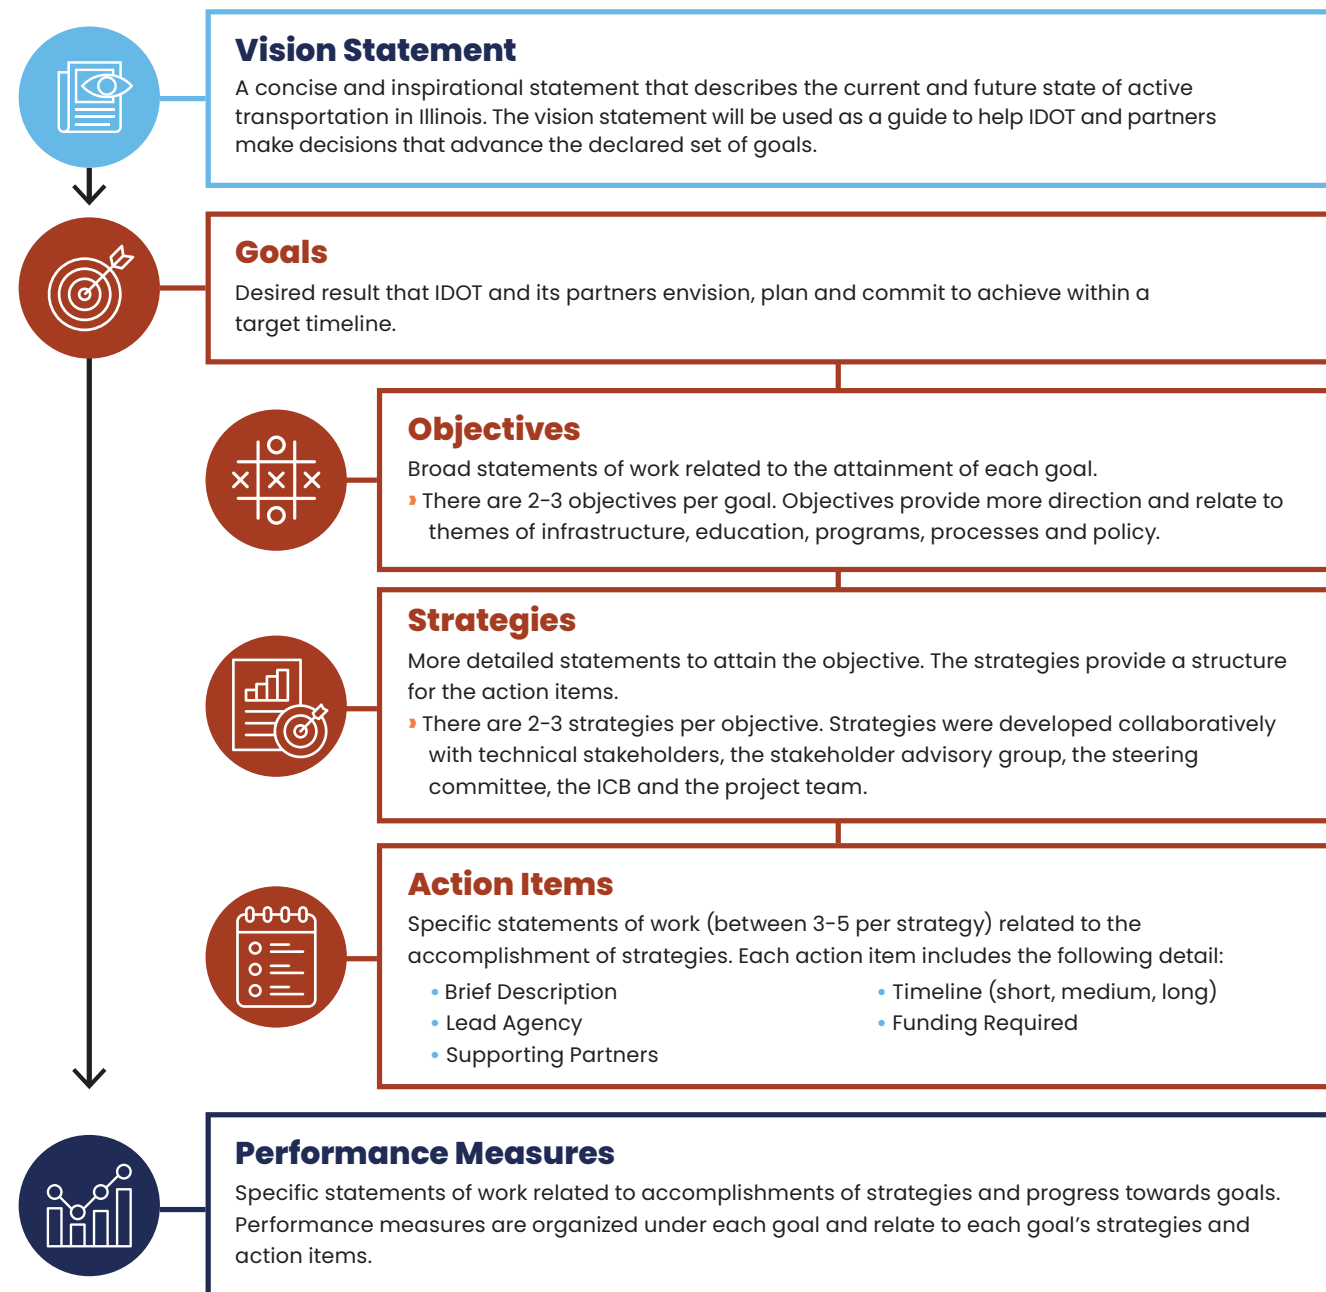 Vision Statement
A concise and inspirational statement that describes the current and future state of active
transportation in Illinois. The vision statement will be used as a guide to help IDOT and partners
make decisions that advance the declared set of goals.
Goals
Desired result that IDOT and its partners envision, plan and commit to achieve within a
target timeline.
Objectives
Broad statements of work related to the attainment of each goal.
There are 2-3 objectives per goal. Objectives provide more direction and relate to
themes of infrastructure, education, programs, processes and policy.
Strategies
More detailed statements to attain the objective. The strategies provide a structure
for the action items.
There are 2-3 strategies per objective. Strategies were developed collaboratively
with technical stakeholders, the stakeholder advisory group, the steering
committee, the ICB and the project team.
Action Items
Specific statements of work (between 3-5 per strategy) related to the
accomplishment of strategies. Each action item includes the following detail:
• Brief Description
• Lead Agency
• Supporting Partners
• Timeline (short, medium, long)
• Funding Required
Performance Measures
Specific statements of work related to accomplishments of strategies and progress towards goals.
Performance measures are organized under each goal and relate to each goal's strategies and
action items.